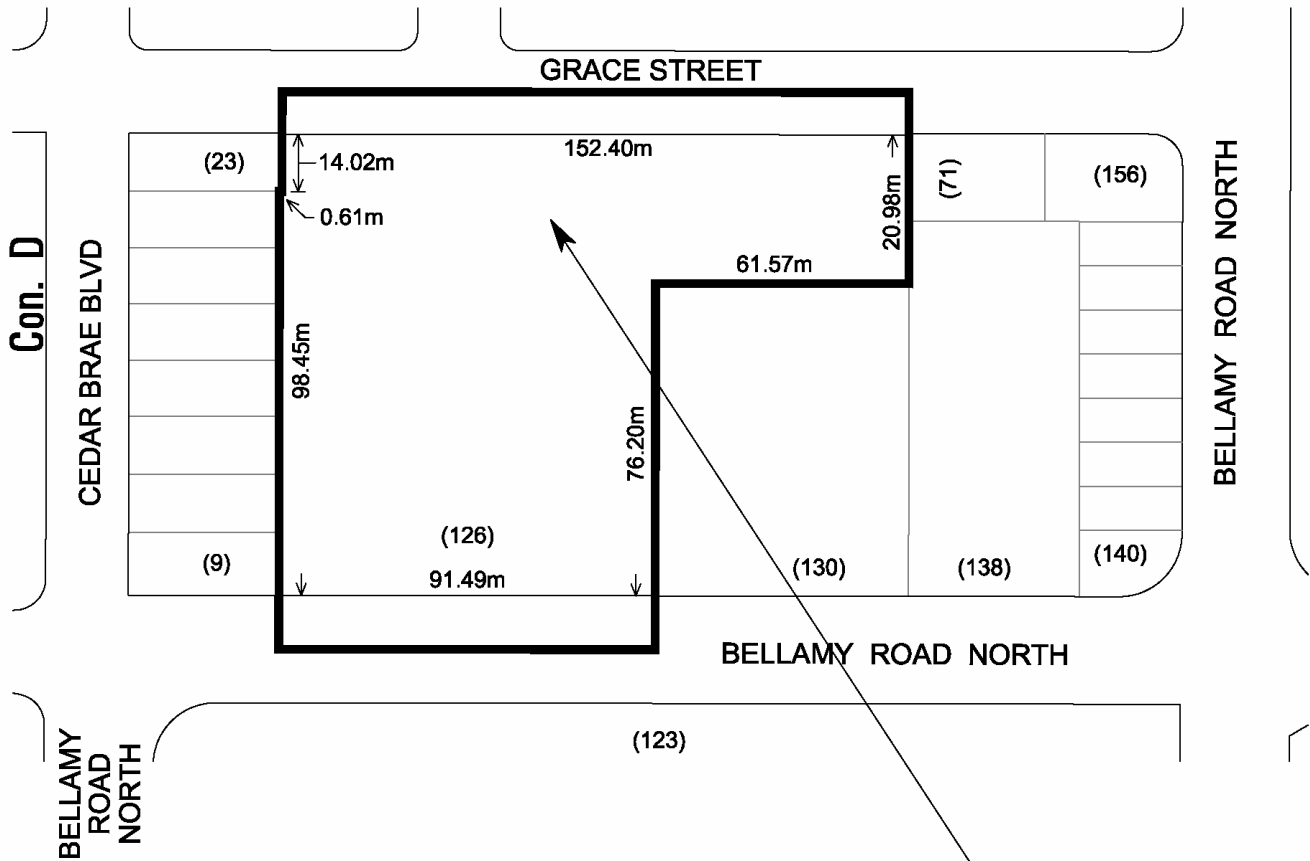 GRACE STREET
(23)
14.02m
152.40m
20.98m
(71)
(156)
0.61m
Con. D
CEDAR BRAE BLVD
98.45m
61.57m
76.20m
BELLAMY ROAD NORTH
(126)
(9)
91.49m
(130)
(138)
(140)
BELLAMY ROAD NORTH
BELLAMY
ROAD
NORTH
(123)